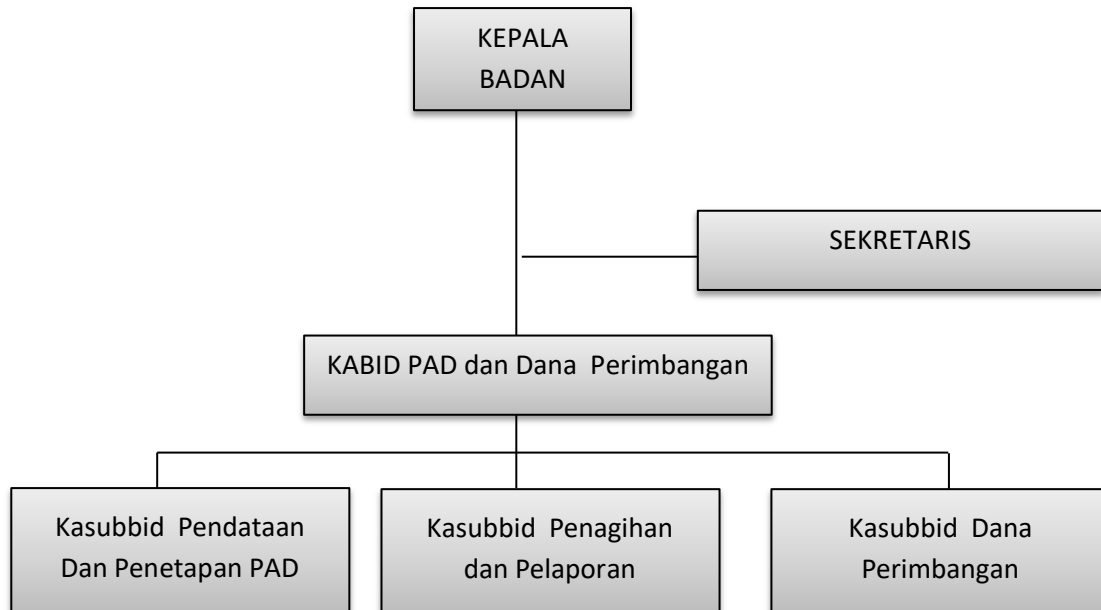 KEPALA
BADAN
SEKRETARIS
KABID PAD dan Dana Perimbangan
Kasubbid Pendataan
Dan Penetapan PAD
Kasubbid Penagihan
dan Pelaporan
Kasubbid Dana
Perimbangan